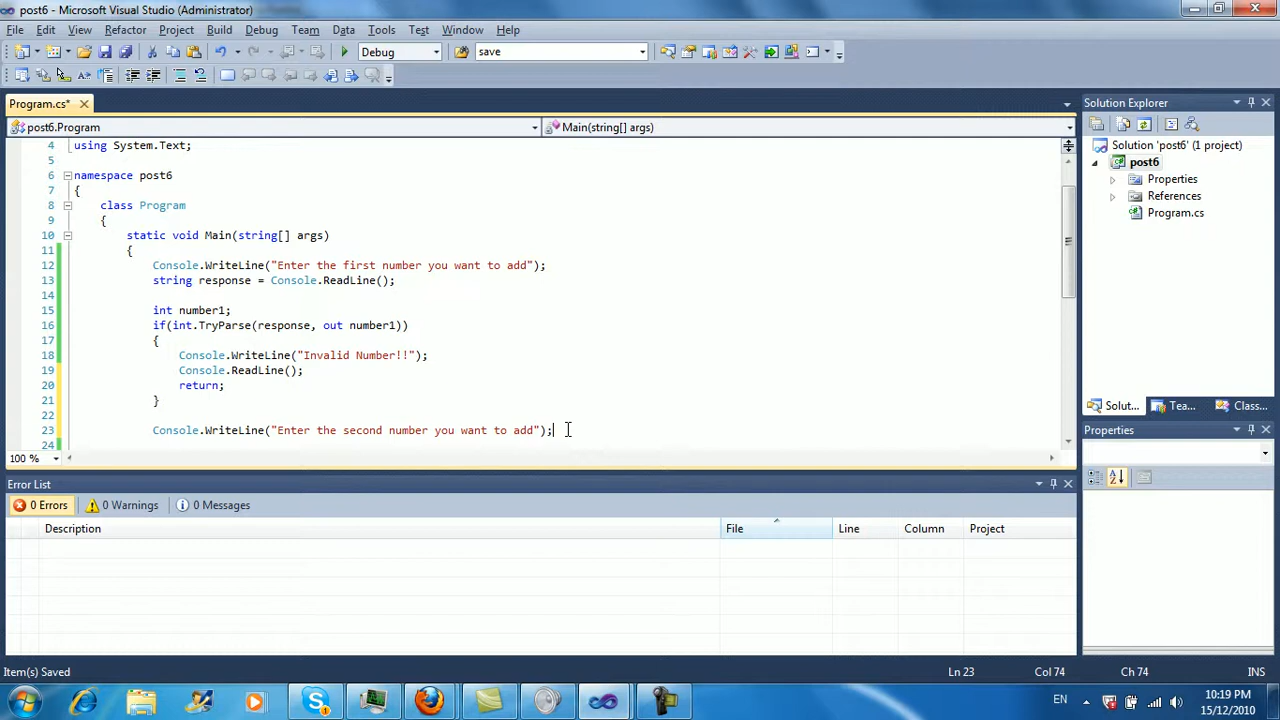 post6 - Microsoft Visual Studio (Administrator)
File Edit View Refactor Project Build Debug Team Data Tools Test Window Help
Debug save
Program.cs*
post6.Program Main(string[] args)
4 using System.Text;
5
6 namespace post6
7 {
8 class Program
9 {
10 static void Main(string[] args)
11 {
12 Console.WriteLine("Enter the first number you want to add");
13 string response = Console.ReadLine();
14
15 int number1;
16 if(int.TryParse(response, out number1))
17 {
18 Console.WriteLine("Invalid Number!!");
19 Console.ReadLine();
20 return;
21 }
22
23 Console.WriteLine("Enter the second number you want to add");
24
100 %
Solution Explorer
Solution 'post6' (1 project)
post6
Properties
References
Program.cs
Solut... Tea... Class...
Properties
Error List
0 Errors 0 Warnings 0 Messages
Description File Line Column Project
Item(s) Saved Ln 23 Col 74 Ch 74 INS
EN 10:19 PM
15/12/2010